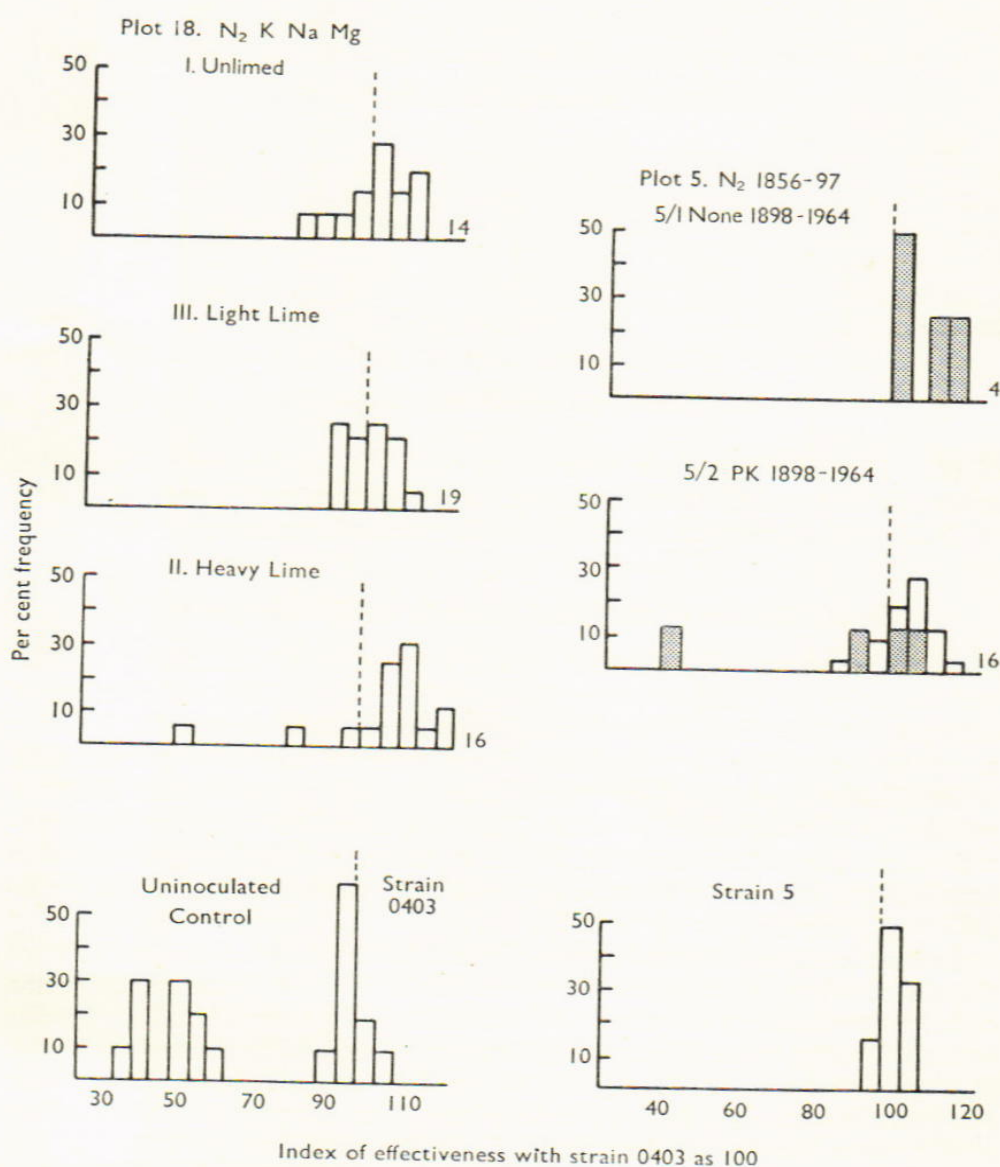 Plot 18. N₂ K Na Mg
I. Unlimed
50
30
10
14
III. Light Lime
50
30
10
19
II. Heavy Lime
50
30
10
16
Per cent frequency
Uninoculated
Control
Strain
0403
50
30
10
30 50 70 90 110
Plot 5. N₂ 1856-97
5/1 None 1898-1964
50
30
10
4
5/2 PK 1898-1964
50
30
10
16
Strain 5
50
30
10
40 60 80 100 120
Index of effectiveness with strain 0403 as 100